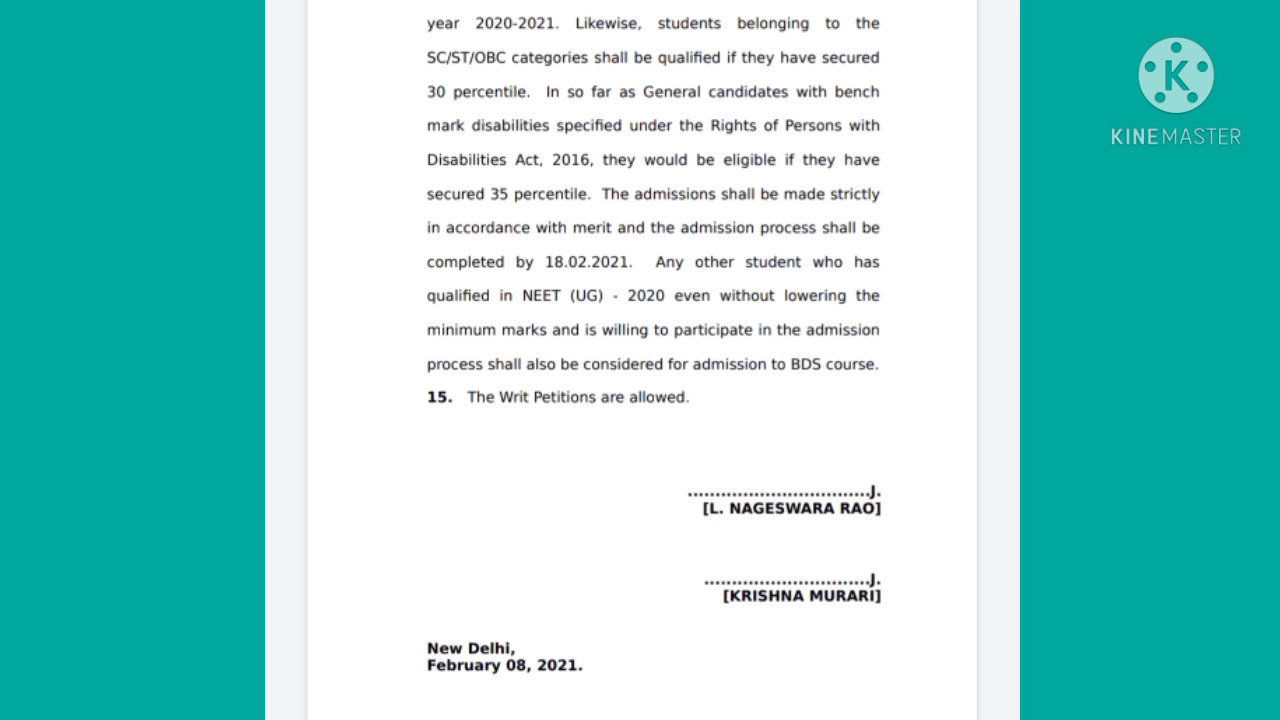 year 2020-2021. Likewise, students belonging to the
SC/ST/OBC categories shall be qualified if they have secured
30 percentile. In so far as General candidates with bench
mark disabilities specified under the Rights of Persons with
Disabilities Act, 2016, they would be eligible if they have
secured 35 percentile. The admissions shall be made strictly
in accordance with merit and the admission process shall be
completed by 18.02.2021. Any other student who has
qualified in NEET (UG) - 2020 even without lowering the
minimum marks and is willing to participate in the admission
process shall also be considered for admission to BDS course.
15. The Writ Petitions are allowed.
.................................J.
[L. NAGESWARA RAO]
..............................J.
[KRISHNA MURARI]
New Delhi,
February 08, 2021.
K
KINEMASTER